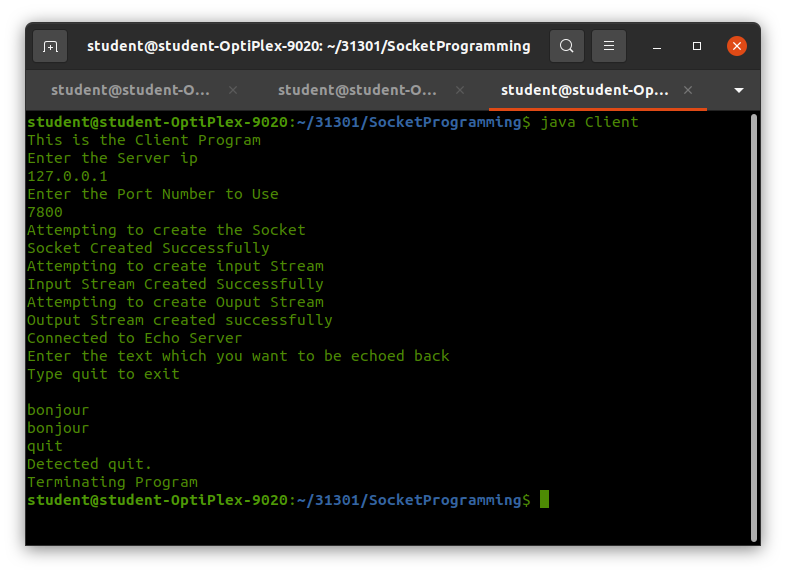 student@student-OptiPlex-9020: ~/31301/SocketProgramming
student@student-O... student@student-O... student@student-Op...
student@student-OptiPlex-9020:~/31301/SocketProgramming$ java Client
This is the Client Program
Enter the Server ip
127.0.0.1
Enter the Port Number to Use
7800
Attempting to create the Socket
Socket Created Successfully
Attempting to create input Stream
Input Stream Created Successfully
Attempting to create Ouput Stream
Output Stream created successfully
Connected to Echo Server
Enter the text which you want to be echoed back
Type quit to exit
bonjour
bonjour
quit
Detected quit.
Terminating Program
student@student-OptiPlex-9020:~/31301/SocketProgramming$